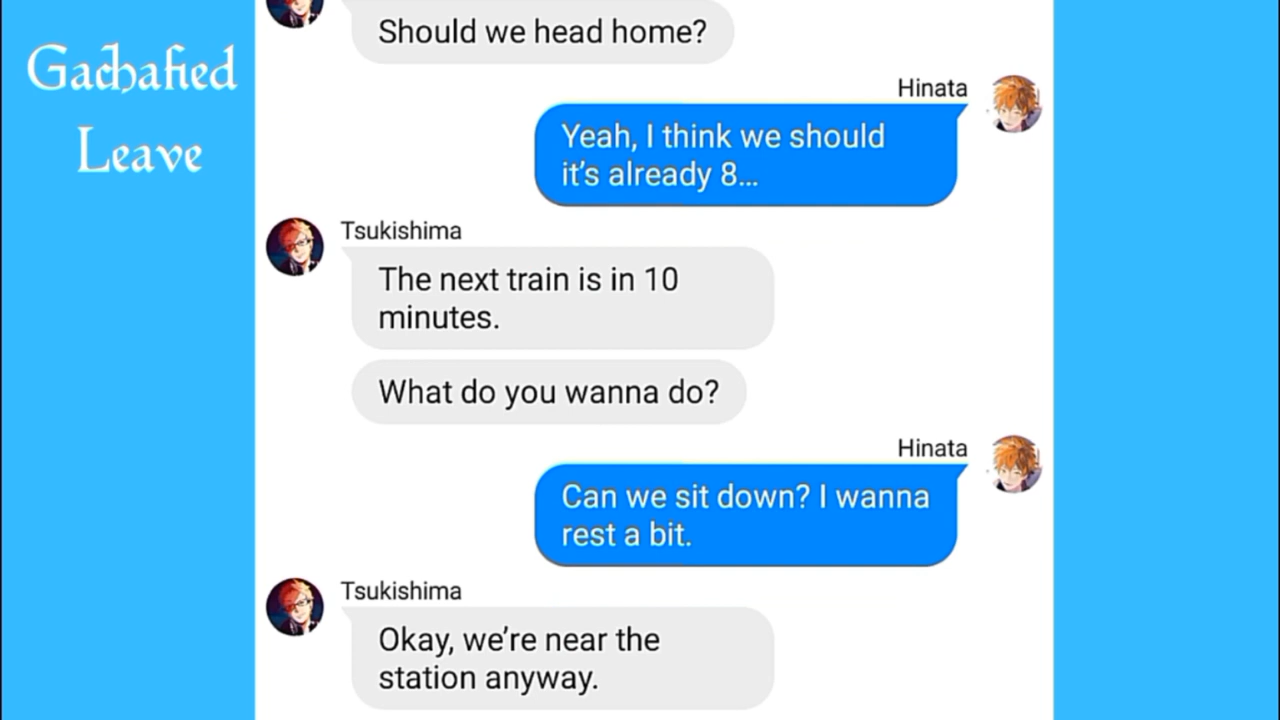 Gachafied
Leave
Should we head home?
Hinata
Yeah, I think we should
it's already 8...
Tsukishima
The next train is in 10
minutes.
What do you wanna do?
Hinata
Can we sit down? I wanna
rest a bit.
Tsukishima
Okay, we're near the
station anyway.